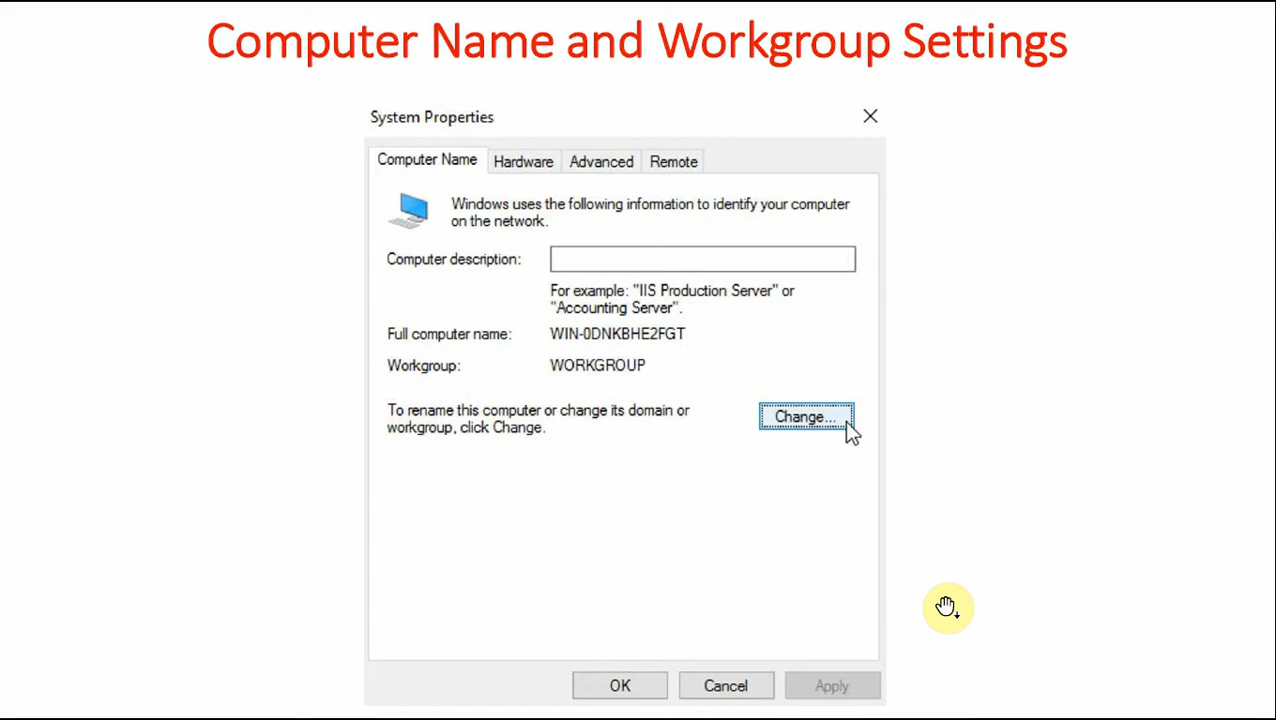 Computer Name and Workgroup Settings
System Properties
Computer Name Hardware Advanced Remote
Windows uses the following information to identify your computer
on the network.
Computer description:
For example: "IIS Production Server" or
"Accounting Server".
Full computer name: WIN-0DNKBHE2FGT
Workgroup: WORKGROUP
To rename this computer or change its domain or
workgroup, click Change.
Change...
OK Cancel Apply